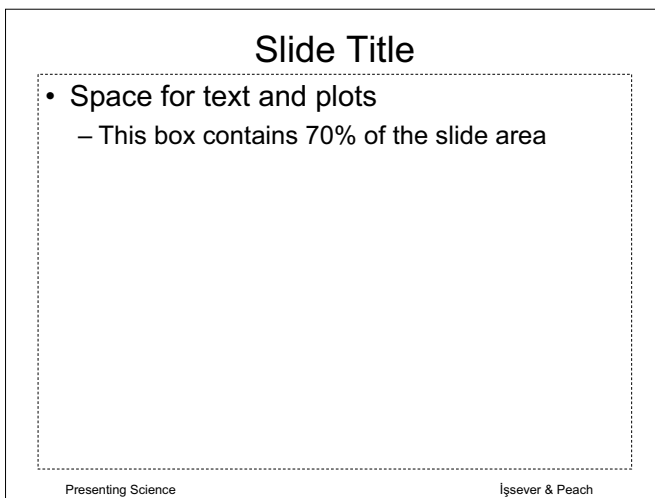 Slide Title
• Space for text and plots
– This box contains 70% of the slide area
Presenting Science
İşsever & Peach